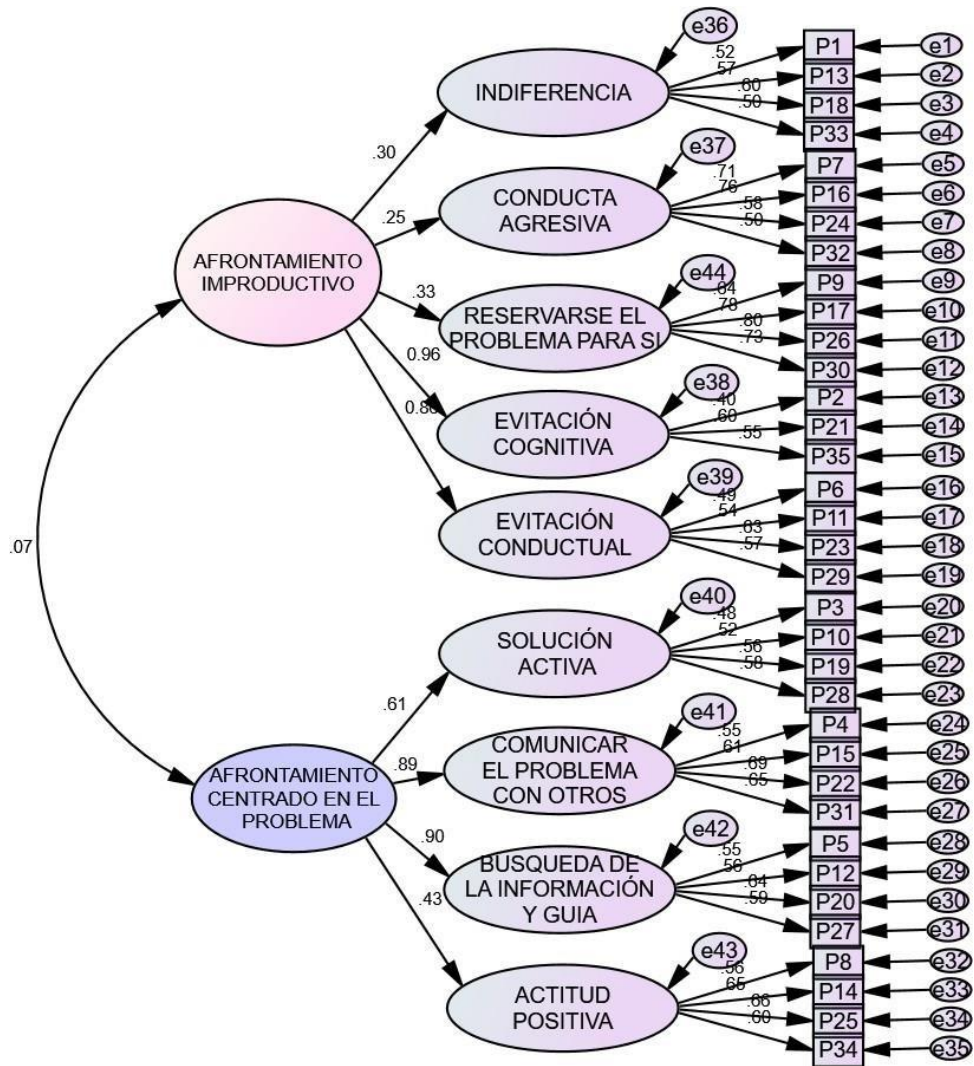 e36
INDIFERENCIA
.52
.57
.60
.50
P1
e1
P13
e2
P18
e3
P33
e4
.30
e37
CONDUCTA
AGRESIVA
.71
.76
.58
.50
P7
e5
P16
e6
P24
e7
P32
e8
.25
AFRONTAMIENTO
IMPRODUCTIVO
.33
e44
RESERVARSE EL
PROBLEMA PARA SI
.64
.78
.80
.73
P9
e9
P17
e10
P26
e11
P30
e12
0.96
e38
EVITACIÓN
COGNITIVA
.40
.60
.55
P2
e13
P21
e14
P35
e15
e39
EVITACIÓN
CONDUCTUAL
.49
.54
.63
.57
P6
e16
P11
e17
P23
e18
P29
e19
.07
e40
SOLUCIÓN
ACTIVA
.48
.52
.56
.58
P3
e20
P10
e21
P19
e22
P28
e23
.61
e41
COMUNICAR
EL PROBLEMA
CON OTROS
.55
.61
.69
.65
P4
e24
P15
e25
P22
e26
P31
e27
.89
AFRONTAMIENTO
CENTRADO EN EL
PROBLEMA
.90
e42
BUSQUEDA DE
LA INFORMACIÓN
Y GUIA
.55
.56
.64
.59
P5
e28
P12
e29
P20
e30
P27
e31
.43
e43
ACTITUD
POSITIVA
.56
.65
.66
.60
P8
e32
P14
e33
P25
e34
P34
e35